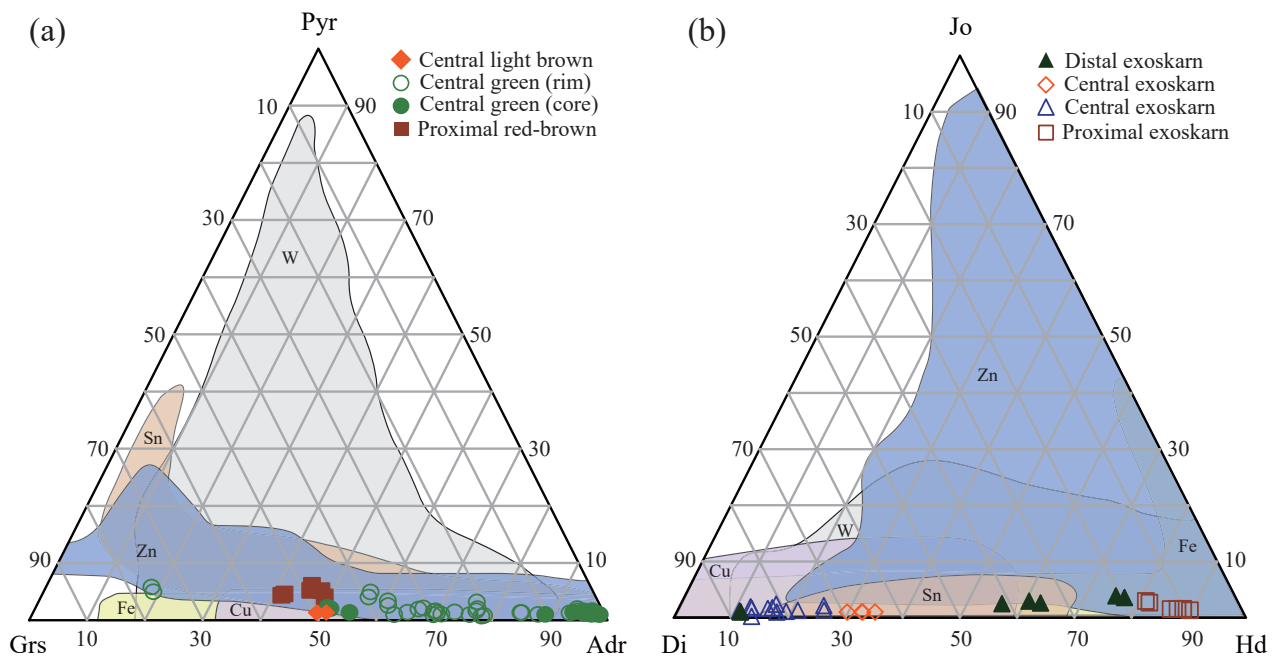 (a)
Pyr
Central light brown
Central green (rim)
Central green (core)
Proximal red-brown
10
90
30
70
W
50
50
Sn
70
30
Zn
90
10
Fe
Cu
Grs
10
30
50
70
90
Adr
(b)
Jo
Distal exoskarn
Central exoskarn
Central exoskarn
Proximal exoskarn
10
90
30
70
50
50
Zn
70
30
W
Fe
90
10
Cu
Sn
Di
10
30
50
70
90
Hd